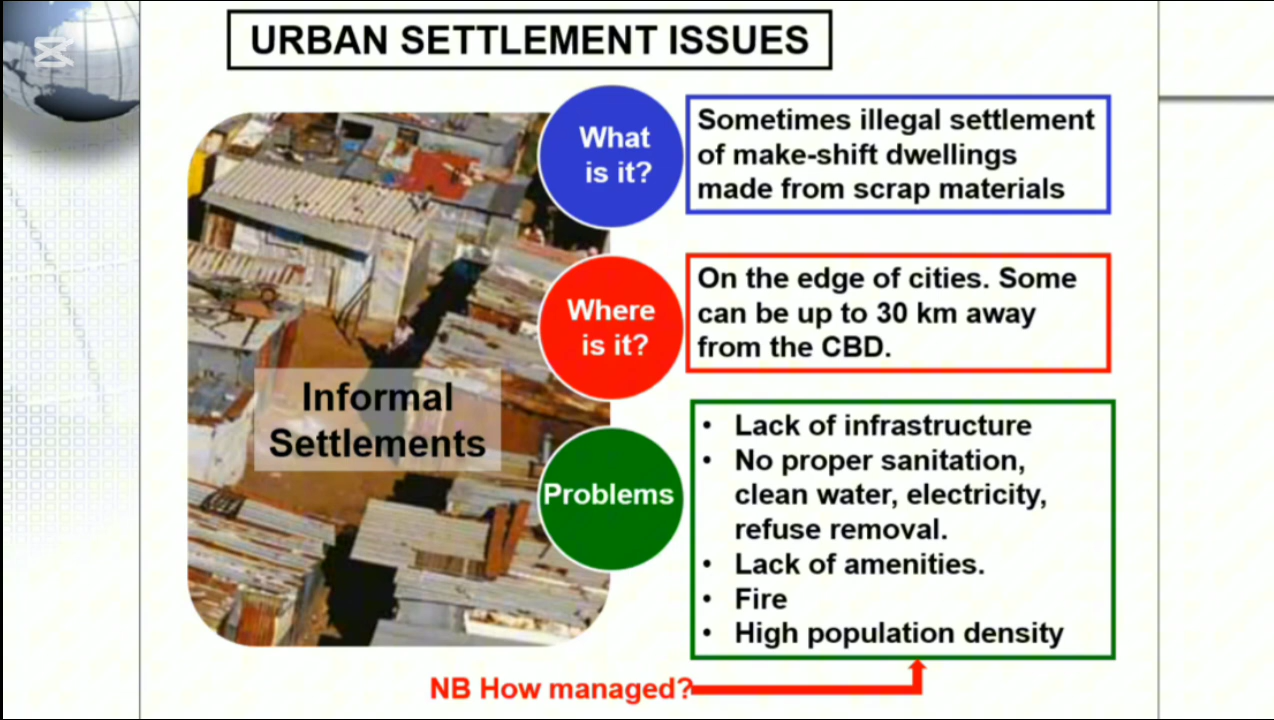 URBAN SETTLEMENT ISSUES
What
is it?
Sometimes illegal settlement
of make-shift dwellings
made from scrap materials
Where
is it?
On the edge of cities. Some
can be up to 30 km away
from the CBD.
Informal
Settlements
Problems
• Lack of infrastructure
• No proper sanitation,
clean water, electricity,
refuse removal.
• Lack of amenities.
• Fire
• High population density
NB How managed?